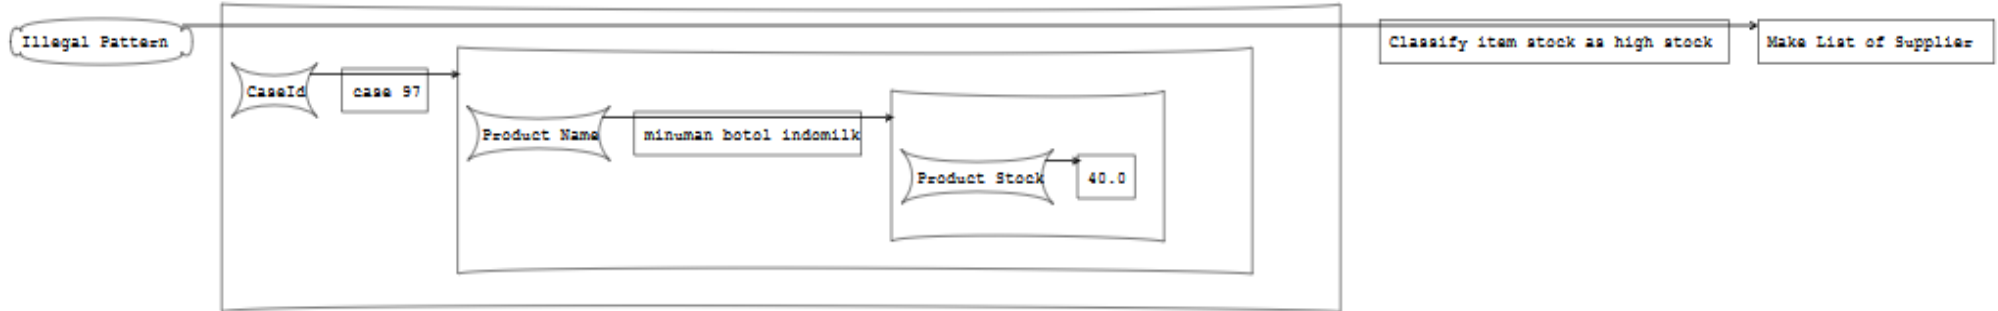 Illegal Pattern
Classify item stock as high stock
Make List of Supplier
CaseId
case 97
Product Name
minuman botol indomilk
Product Stock
40.0